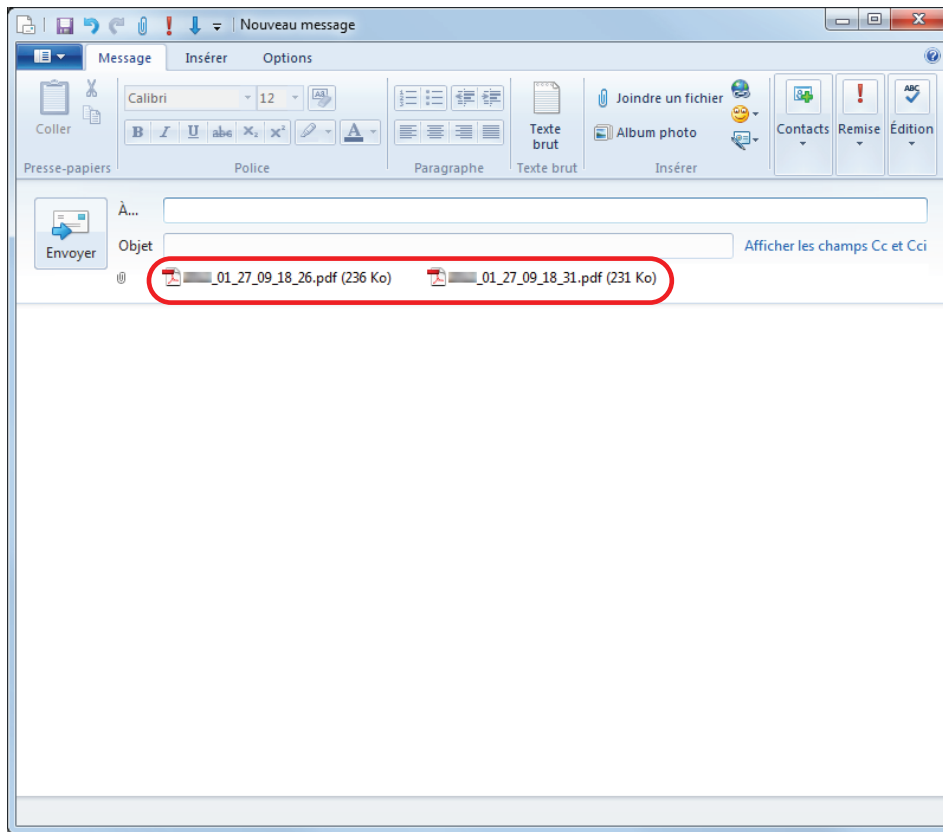 Nouveau message
Message Insérer Options
Coller
Calibri 12
Texte brut
Joindre un fichier
Album photo
Contacts Remise Édition
ABC
Presse-papiers Police Paragraphe Texte brut Insérer
À...
Envoyer
Objet Afficher les champs Cc et Cci
_01_27_09_18_26.pdf (236 Ko) _01_27_09_18_31.pdf (231 Ko)